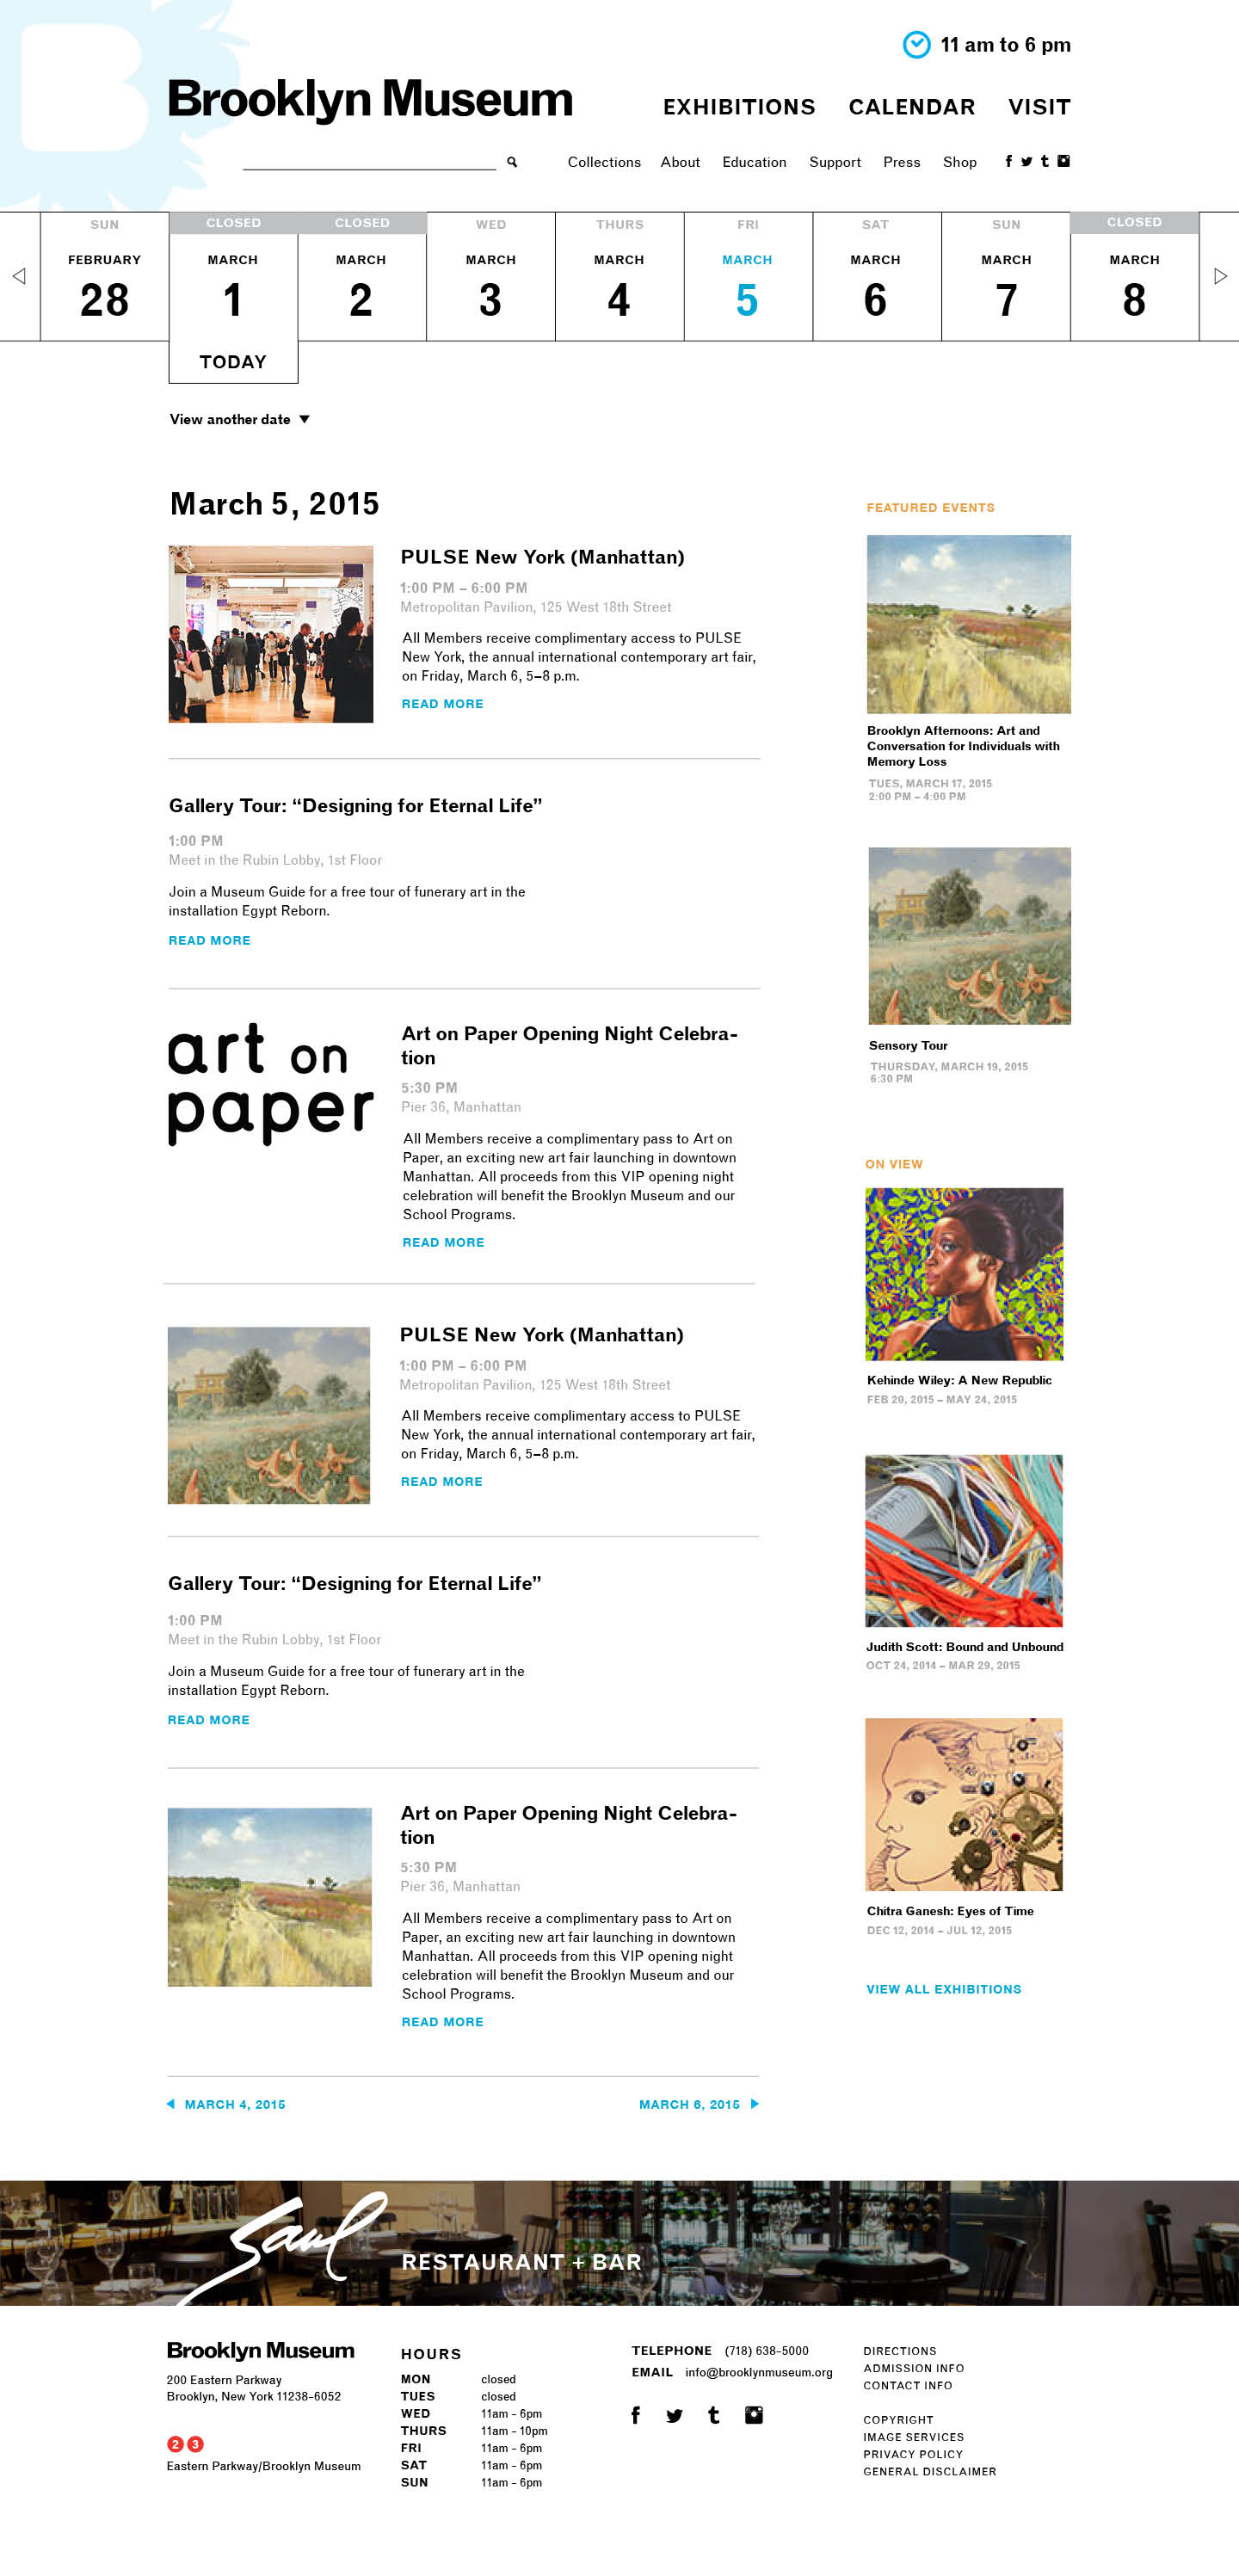 11 am to 6 pm
Brooklyn Museum
EXHIBITIONS CALENDAR VISIT
Collections About Education Support Press Shop
SUN CLOSED CLOSED WED THURS FRI SAT SUN CLOSED
FEBRUARY MARCH MARCH MARCH MARCH MARCH MARCH MARCH MARCH
28 1 2 3 4 5 6 7 8
TODAY
View another date
March 5, 2015
PULSE New York (Manhattan)
1:00 PM – 6:00 PM
Metropolitan Pavilion, 125 West 18th Street
All Members receive complimentary access to PULSE
New York, the annual international contemporary art fair,
on Friday, March 6, 5–8 p.m.
READ MORE
Gallery Tour: “Designing for Eternal Life”
1:00 PM
Meet in the Rubin Lobby, 1st Floor
Join a Museum Guide for a free tour of funerary art in the
installation Egypt Reborn.
READ MORE
art on
paper
Art on Paper Opening Night Celebra-
tion
5:30 PM
Pier 36, Manhattan
All Members receive a complimentary pass to Art on
Paper, an exciting new art fair launching in downtown
Manhattan. All proceeds from this VIP opening night
celebration will benefit the Brooklyn Museum and our
School Programs.
READ MORE
PULSE New York (Manhattan)
1:00 PM – 6:00 PM
Metropolitan Pavilion, 125 West 18th Street
All Members receive complimentary access to PULSE
New York, the annual international contemporary art fair,
on Friday, March 6, 5–8 p.m.
READ MORE
Gallery Tour: “Designing for Eternal Life”
1:00 PM
Meet in the Rubin Lobby, 1st Floor
Join a Museum Guide for a free tour of funerary art in the
installation Egypt Reborn.
READ MORE
Art on Paper Opening Night Celebra-
tion
5:30 PM
Pier 36, Manhattan
All Members receive a complimentary pass to Art on
Paper, an exciting new art fair launching in downtown
Manhattan. All proceeds from this VIP opening night
celebration will benefit the Brooklyn Museum and our
School Programs.
READ MORE
MARCH 4, 2015
MARCH 6, 2015
FEATURED EVENTS
Brooklyn Afternoons: Art and
Conversation for Individuals with
Memory Loss
TUES, MARCH 17, 2015
2:00 PM – 4:00 PM
Sensory Tour
THURSDAY, MARCH 19, 2015
6:30 PM
ON VIEW
Kehinde Wiley: A New Republic
FEB 20, 2015 – MAY 24, 2015
Judith Scott: Bound and Unbound
OCT 24, 2014 – MAR 29, 2015
Chitra Ganesh: Eyes of Time
DEC 12, 2014 – JUL 12, 2015
VIEW ALL EXHIBITIONS
Saul
RESTAURANT + BAR
Brooklyn Museum
200 Eastern Parkway
Brooklyn, New York 11238-6052
2 3
Eastern Parkway/Brooklyn Museum
HOURS
MON closed
TUES closed
WED 11am - 6pm
THURS 11am - 10pm
FRI 11am - 6pm
SAT 11am - 6pm
SUN 11am - 6pm
TELEPHONE (718) 638-5000
EMAIL info@brooklynmuseum.org
DIRECTIONS
ADMISSION INFO
CONTACT INFO
COPYRIGHT
IMAGE SERVICES
PRIVACY POLICY
GENERAL DISCLAIMER